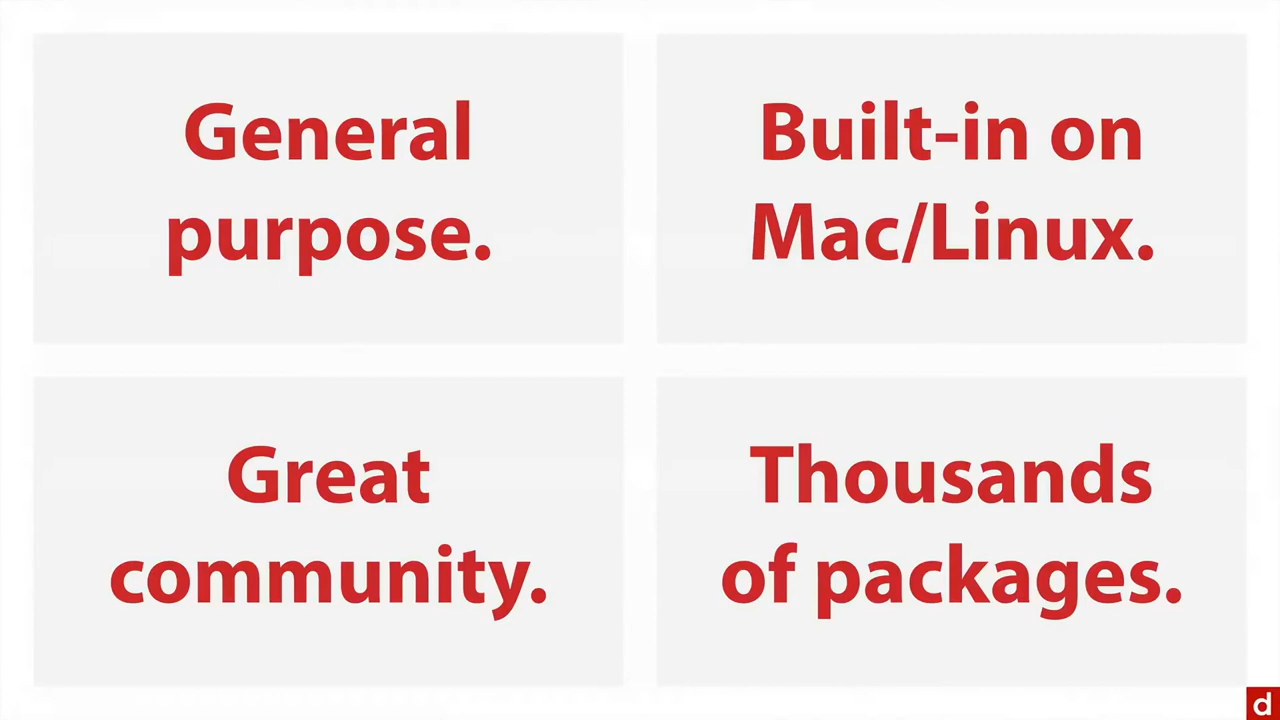 General
purpose.
Built-in on
Mac/Linux.
Great
community.
Thousands
of packages.
d